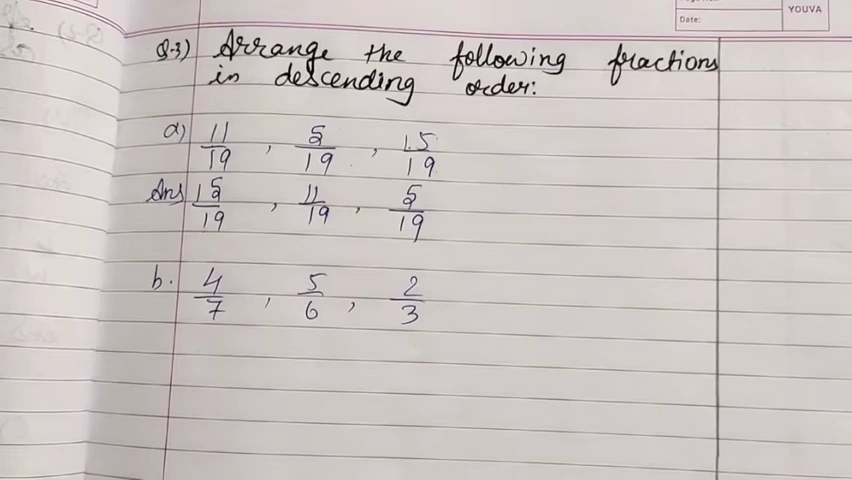 Date:
YOUVA
Q.3) Arrange the following fractions
in descending order:
a) 11/19 , 5/19 , 15/19
Ans 15/19 , 11/19 , 5/19
b. 4/7 , 5/6 , 2/3